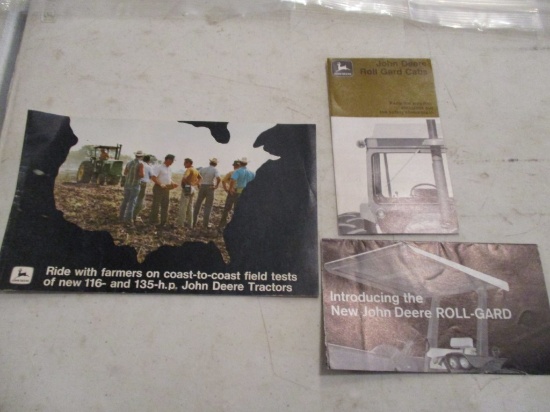 Ride with farmers on coast-to-coast field tests
of new 116- and 135-h.p. John Deere Tractors
John Deere
Roll Gard Cabs
Introducing the
New John Deere ROLL-GARD